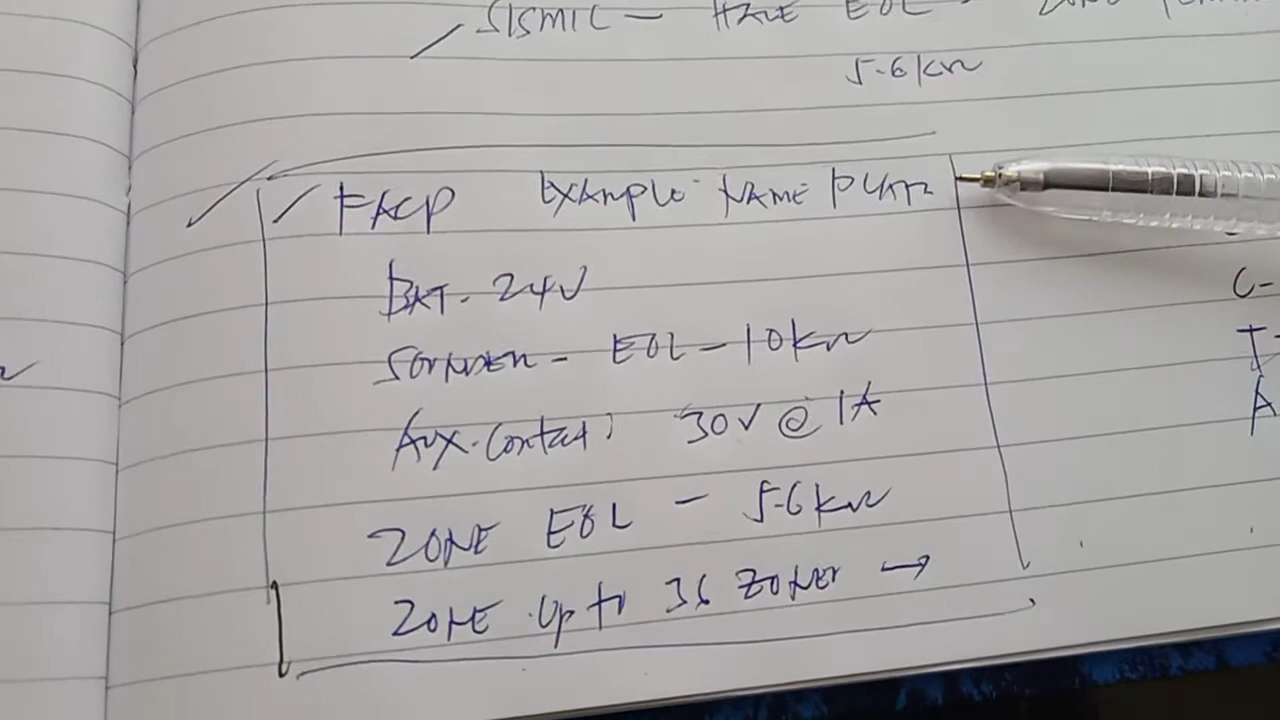 SISMIC - HAVE EOL - ZONE
5.6kΩ
FACP EXAMPLE NAME PLATE
BAT. 24V
SOUNDER - EOL - 10kΩ
AUX. Contact: 30V @ 1A
ZONE EOL - 5.6kΩ
ZONE Up to 36 ZONES →
C-
I-
A